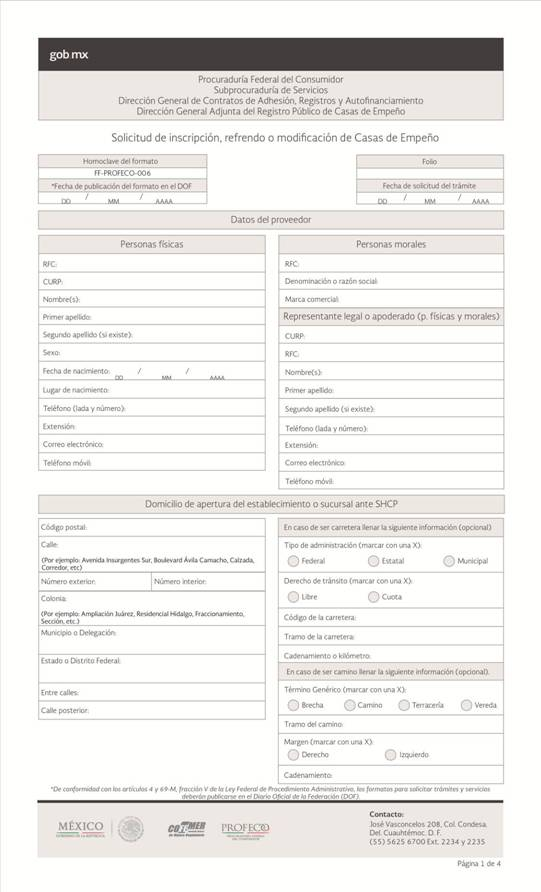 gob mx
Procuraduría Federal del Consumidor
Subprocuraduría de Servicios
Dirección General de Contratos de Adhesión, Registros y Autofinanciamiento
Dirección General Adjunta del Registro Público de Casas de Empeño
Solicitud de inscripción, refrendo o modificación de Casas de Empeño
Homoclave del formato
FF-PROFECO-006
*Fecha de publicación del formato en el DOF
DD / MM / AAAA
Folio
Fecha de solicitud del trámite
DD / MM / AAAA
Datos del proveedor
Personas físicas
RFC:
CURP:
Nombre(s):
Primer apellido:
Segundo apellido (si existe):
Sexo:
Fecha de nacimiento: DD / MM / AAAA
Lugar de nacimiento:
Teléfono (lada y número):
Extensión:
Correo electrónico:
Teléfono móvil:
Personas morales
RFC:
Denominación o razón social:
Marca comercial:
Representante legal o apoderado (p. físicas y morales)
CURP:
RFC:
Nombre(s):
Primer apellido:
Segundo apellido (si existe):
Teléfono (lada y número):
Extensión:
Correo electrónico:
Teléfono móvil:
Domicilio de apertura del establecimiento o sucursal ante SHCP
Código postal:
Calle:
(Por ejemplo: Avenida Insurgentes Sur, Boulevard Ávila Camacho, Calzada,
Corredor, etc)
Número exterior: Número interior:
Colonia:
(Por ejemplo: Ampliación Juárez, Residencial Hidalgo, Fraccionamiento,
Sección, etc.)
Municipio o Delegación:
Estado o Distrito Federal:
Entre calles:
Calle posterior:
En caso de ser carretera llenar la siguiente información (opcional)
Tipo de administración (marcar con una X):
Federal Estatal Municipal
Derecho de tránsito (marcar con una X):
Libre Cuota
Código de la carretera:
Tramo de la carretera:
Cadenamiento o kilómetro:
En caso de ser camino llenar la siguiente información (opcional).
Término Genérico (marcar con una X):
Brecha Camino Terracería Vereda
Tramo del camino:
Margen (marcar con una X):
Derecho Izquierdo
Cadenamiento:
*De conformidad con los artículos 4 y 69-M, fracción V de la Ley Federal de Procedimiento Administrativo, los formatos para solicitar trámites y servicios
deberán publicarse en el Diario Oficial de la Federación (DOF).
MÉXICO
GOBIERNO DE LA REPÚBLICA
COFEMER
PROFECO
PROCURADURÍA FEDERAL
DEL CONSUMIDOR
Contacto:
José Vasconcelos 208, Col. Condesa.
Del. Cuauhtémoc. D. F.
(55) 5625 6700 Ext. 2234 y 2235
Página 1 de 4